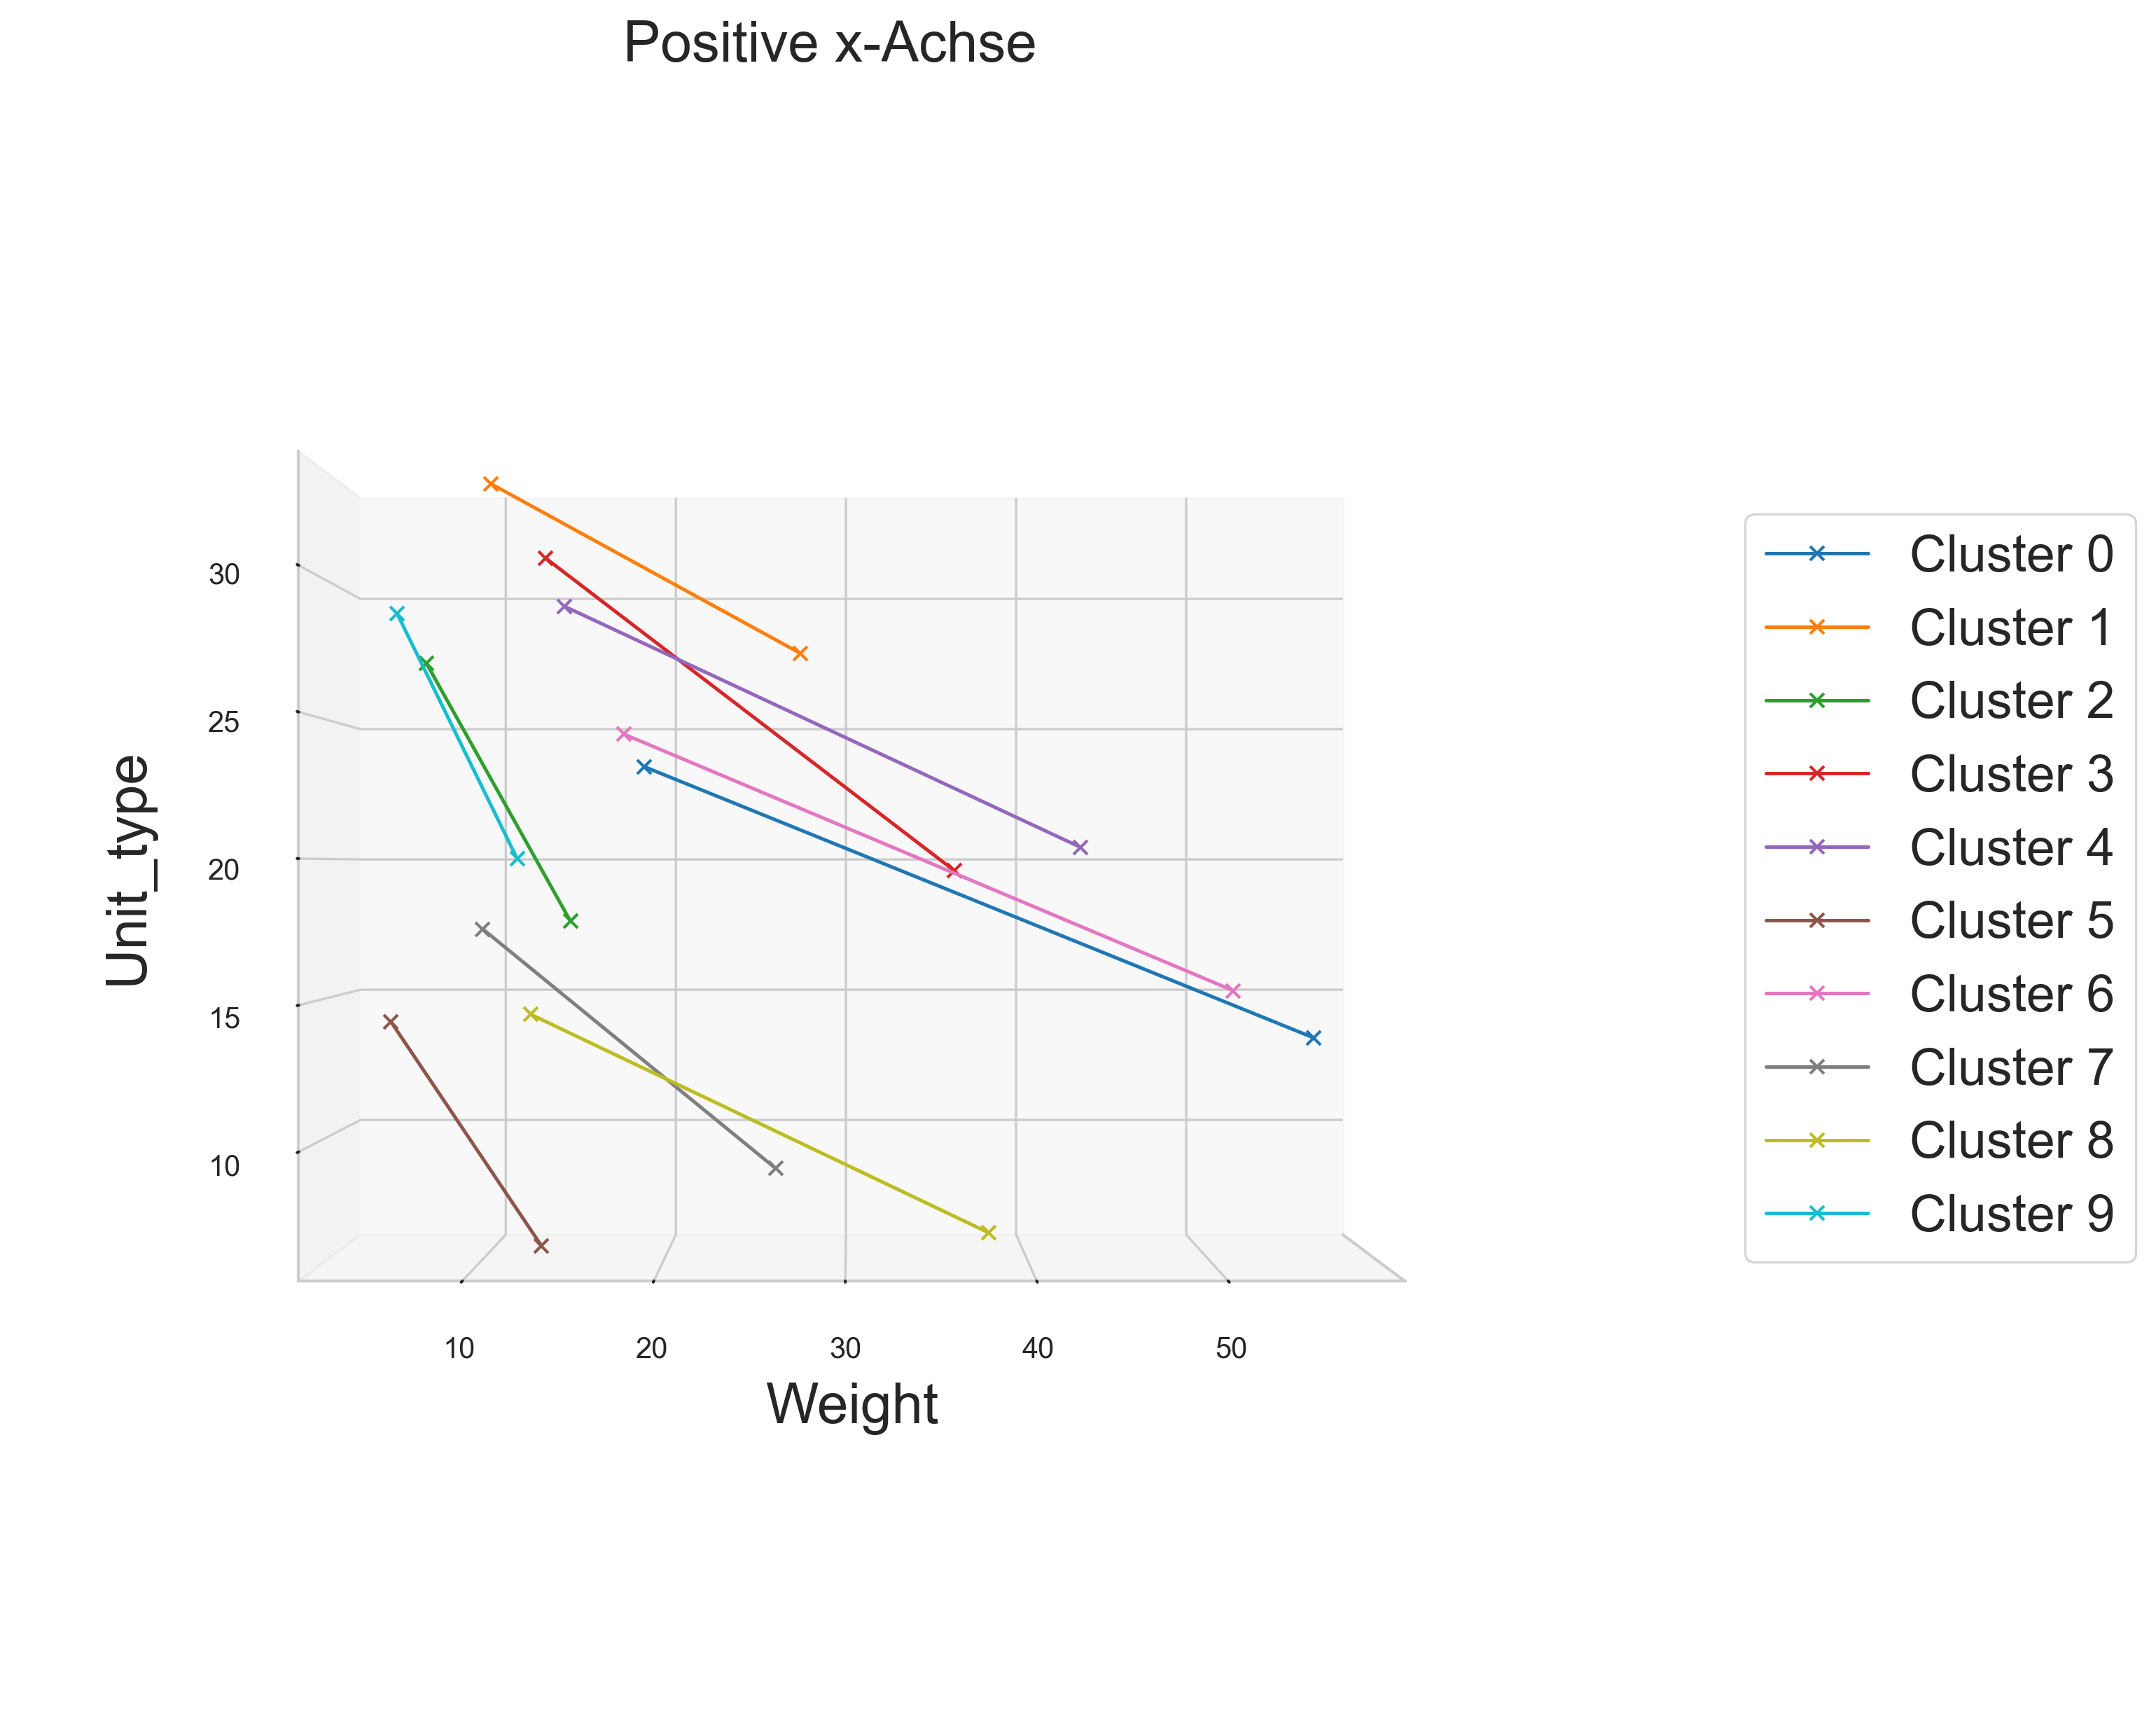 Positive x-Achse
30
25
20
15
10
Unit_type
10 20 30 40 50
Weight
Cluster 0
Cluster 1
Cluster 2
Cluster 3
Cluster 4
Cluster 5
Cluster 6
Cluster 7
Cluster 8
Cluster 9